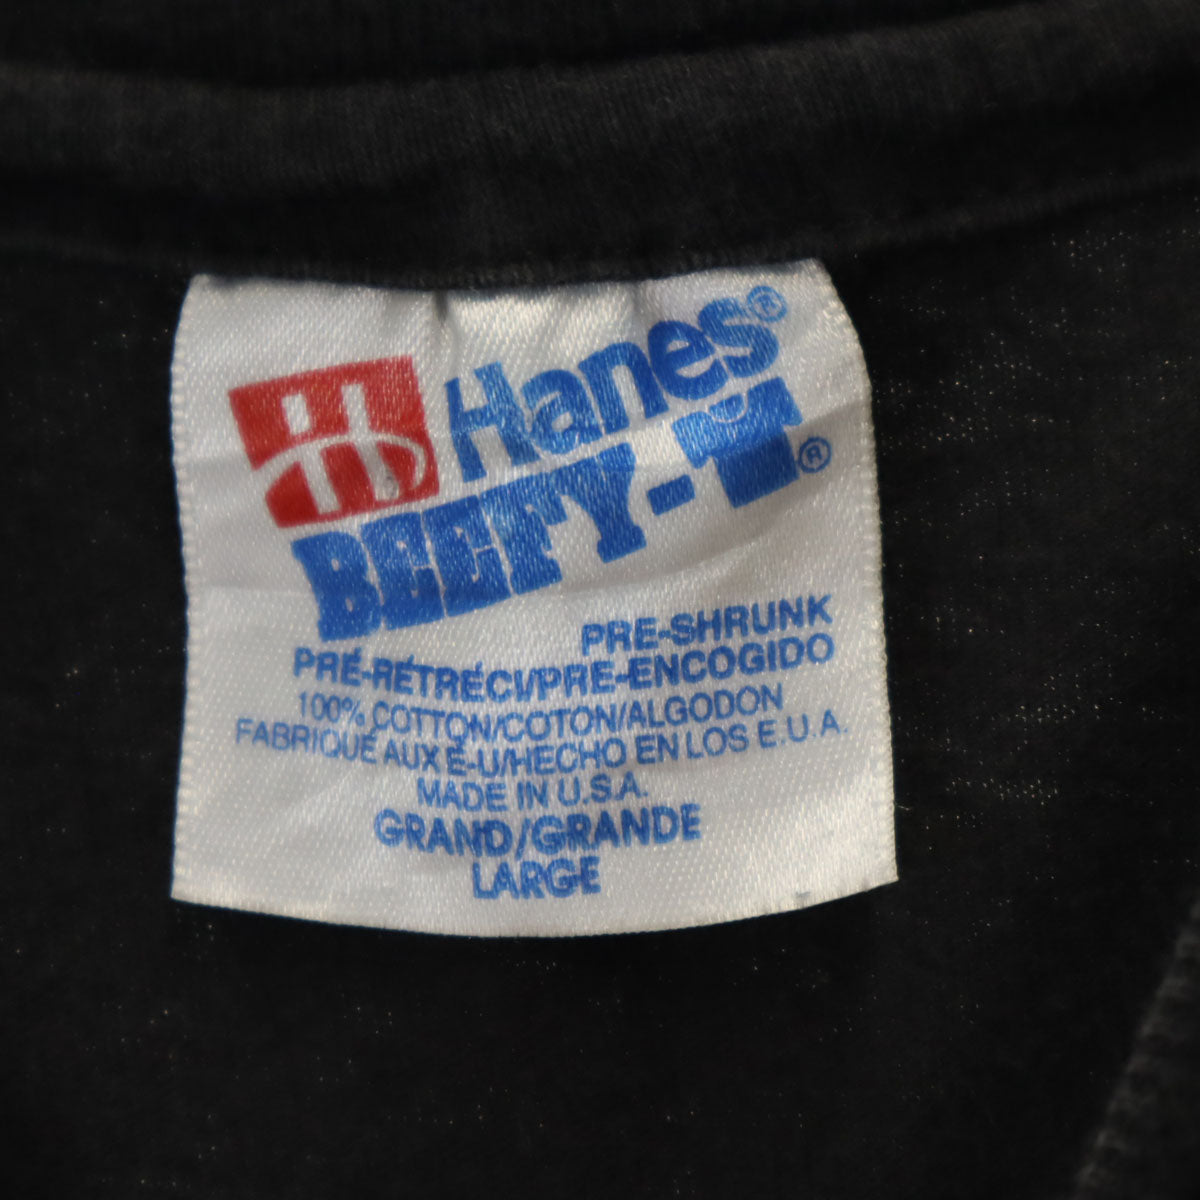 Hanes®
BEEFY-T®
PRE-SHRUNK
PRÉ-RÉTRÉCI/PRE-ENCOGIDO
100% COTTON/COTON/ALGODON
FABRIQUÉ AUX É-U/HECHO EN LOS E.U.A.
MADE IN U.S.A.
GRAND/GRANDE
LARGE